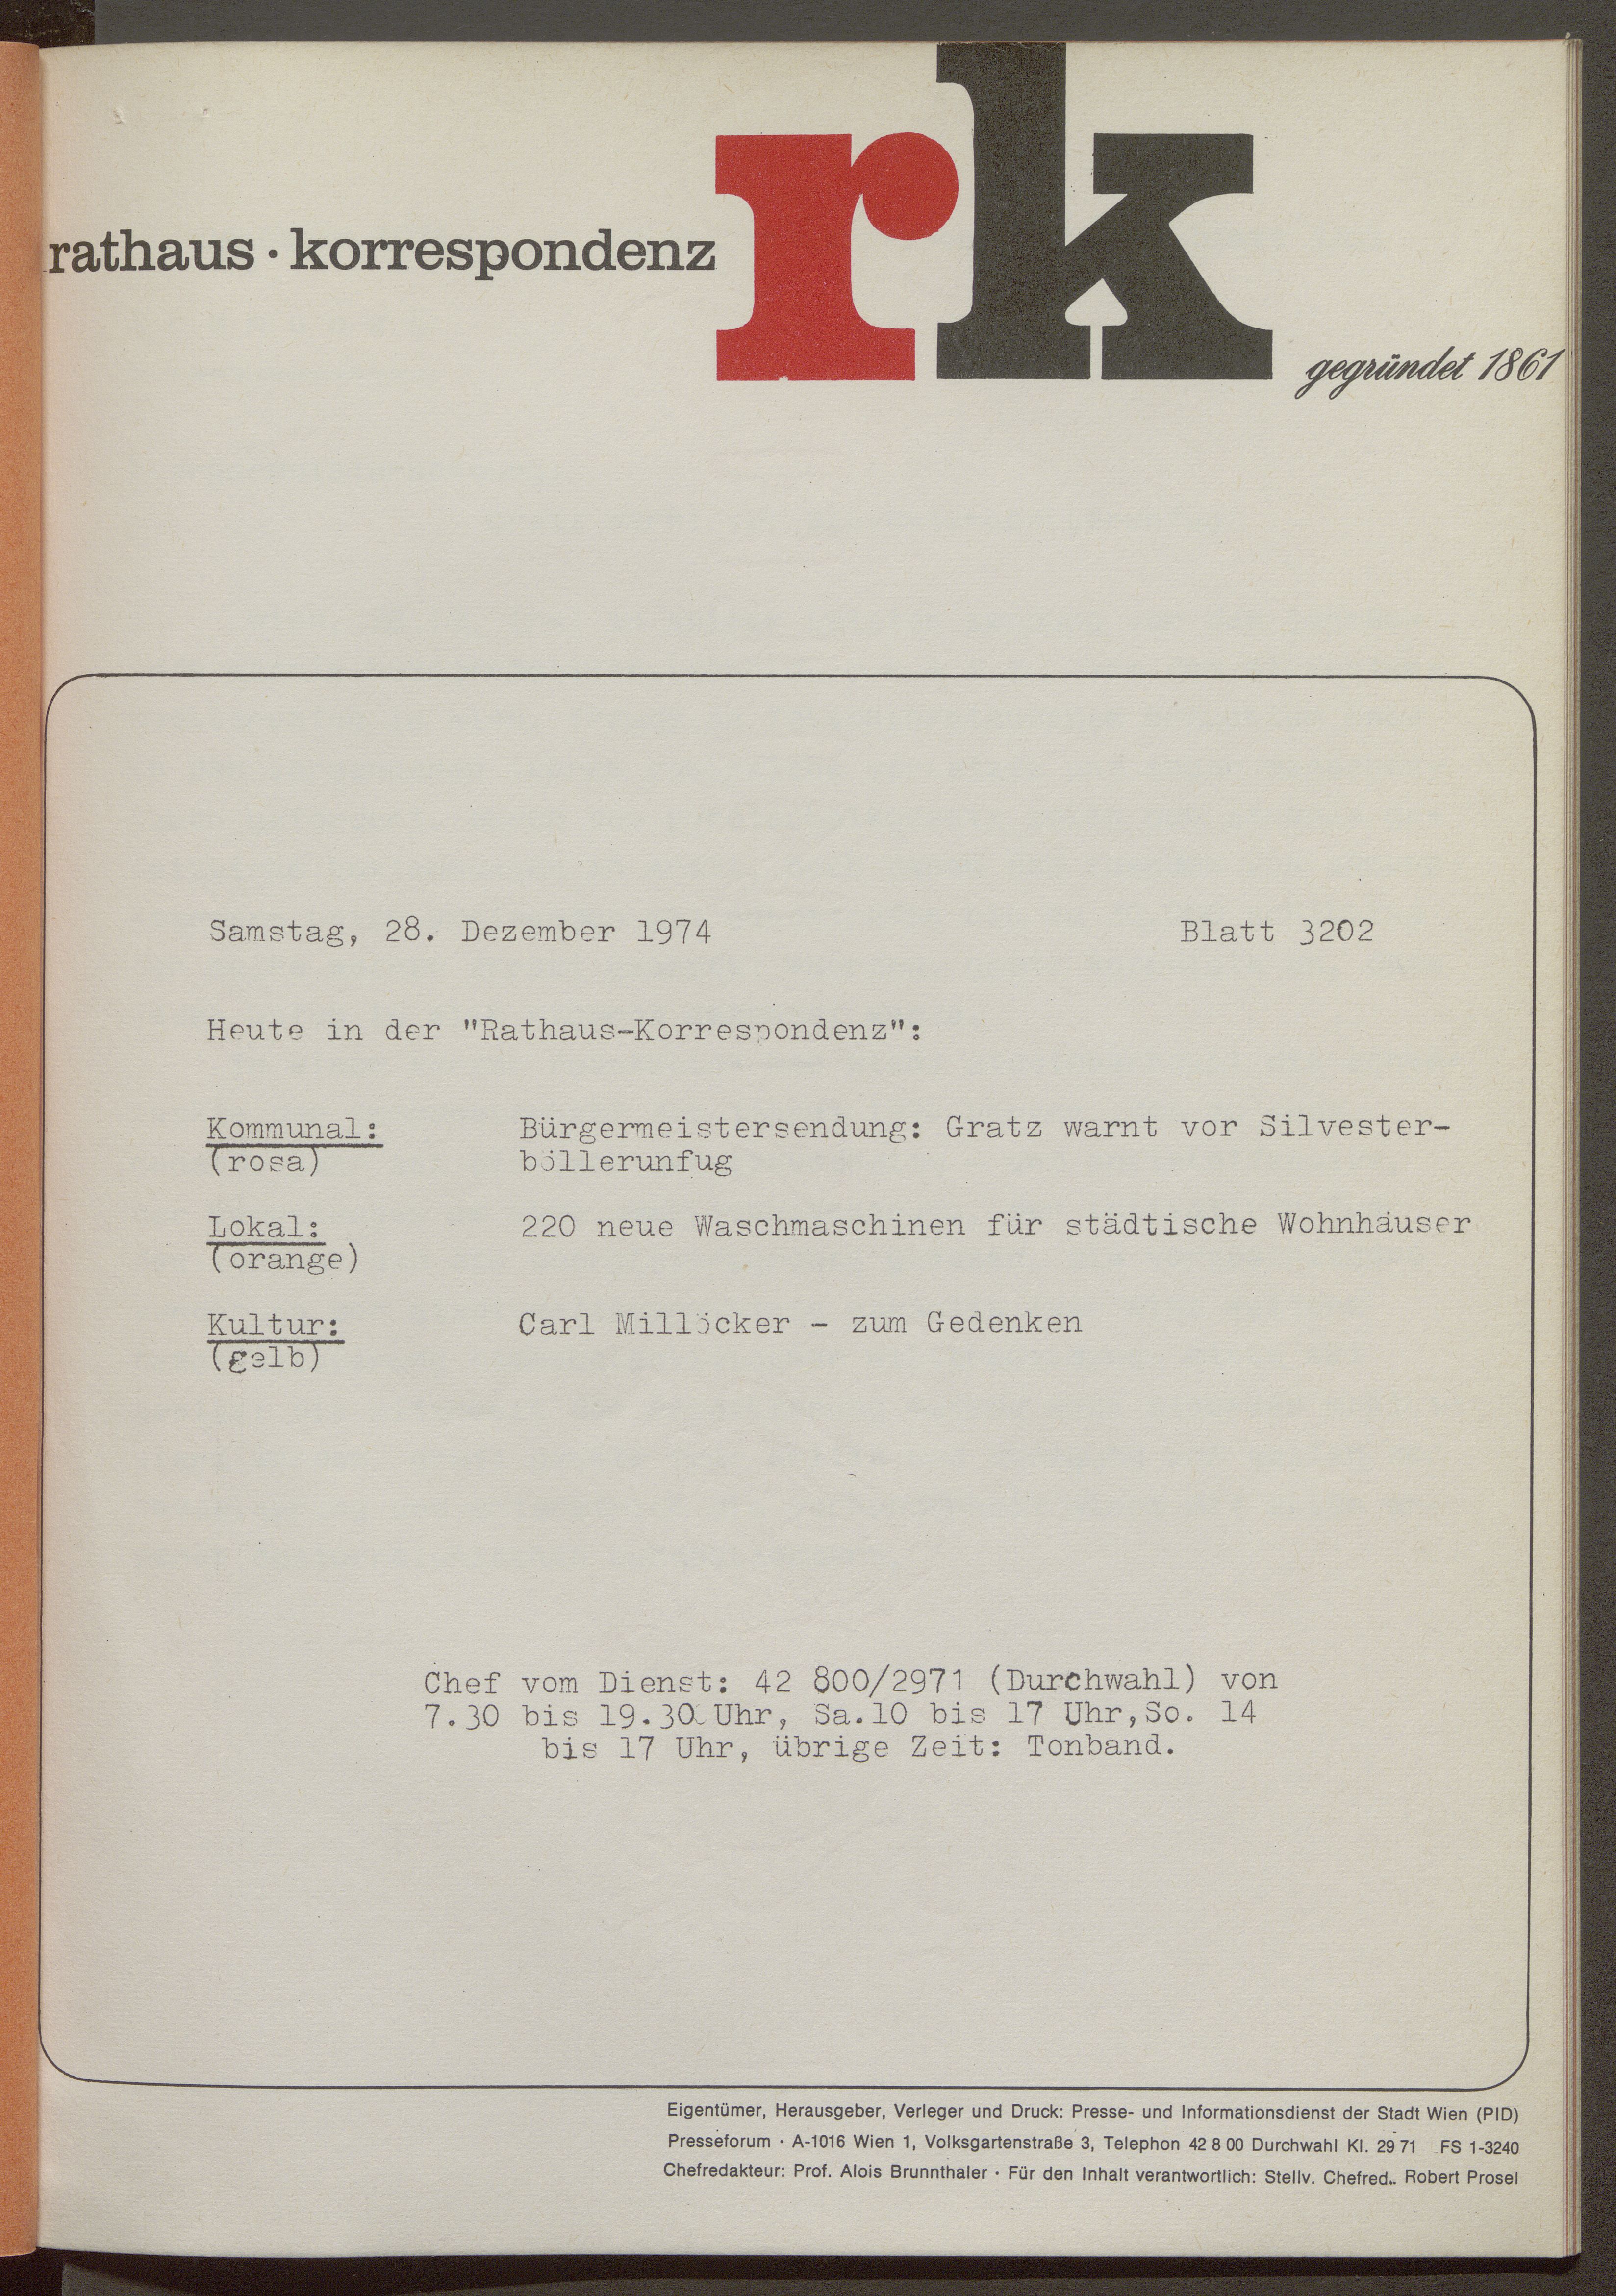 rathaus · korrespondenz
rk
gegründet 1861
Samstag, 28. Dezember 1974 Blatt 3202
Heute in der "Rathaus-Korrespondenz":
Kommunal: Bürgermeistersendung: Gratz warnt vor Silvester-
(rosa) böllerunfug
Lokal: 220 neue Waschmaschinen für städtische Wohnhäuser
(orange)
Kultur: Carl Millöcker - zum Gedenken
(gelb)
Chef vom Dienst: 42 800/2971 (Durchwahl) von
7.30 bis 19.30 Uhr, Sa.10 bis 17 Uhr,So. 14
bis 17 Uhr, übrige Zeit: Tonband.
Eigentümer, Herausgeber, Verleger und Druck: Presse- und Informationsdienst der Stadt Wien (PID)
Presseforum · A-1016 Wien 1, Volksgartenstraße 3, Telephon 42 8 00 Durchwahl Kl. 29 71 FS 1-3240
Chefredakteur: Prof. Alois Brunnthaler · Für den Inhalt verantwortlich: Stellv. Chefred.. Robert Prosel